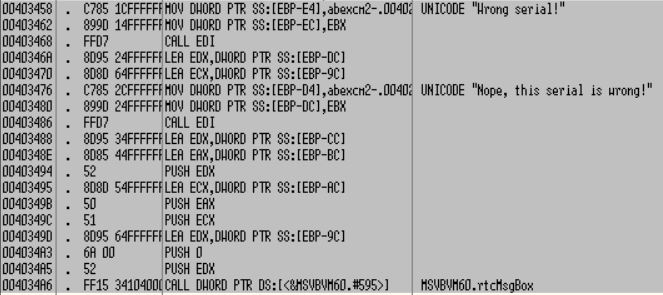 00403458 . C785 1CFFFFFF MOV DWORD PTR SS:[EBP-E4],abexcm2-.00402 UNICODE "Wrong serial!"
00403462 . 899D 14FFFFFF MOV DWORD PTR SS:[EBP-EC],EBX
00403468 . FFD7 CALL EDI
0040346A . 8D95 24FFFFFF LEA EDX,DWORD PTR SS:[EBP-DC]
00403470 . 8D8D 64FFFFFF LEA ECX,DWORD PTR SS:[EBP-9C]
00403476 . C785 2CFFFFFF MOV DWORD PTR SS:[EBP-D4],abexcm2-.00402 UNICODE "Nope, this serial is wrong!"
00403480 . 899D 24FFFFFF MOV DWORD PTR SS:[EBP-DC],EBX
00403486 . FFD7 CALL EDI
00403488 . 8D95 34FFFFFF LEA EDX,DWORD PTR SS:[EBP-CC]
0040348E . 8D85 44FFFFFF LEA EAX,DWORD PTR SS:[EBP-BC]
00403494 . 52 PUSH EDX
00403495 . 8D8D 54FFFFFF LEA ECX,DWORD PTR SS:[EBP-AC]
0040349B . 50 PUSH EAX
0040349C . 51 PUSH ECX
0040349D . 8D95 64FFFFFF LEA EDX,DWORD PTR SS:[EBP-9C]
004034A3 . 6A 00 PUSH 0
004034A5 . 52 PUSH EDX
004034A6 . FF15 34104000 CALL DWORD PTR DS:[<&MSVBVM60.#595>] MSVBVM60.rtcMsgBox